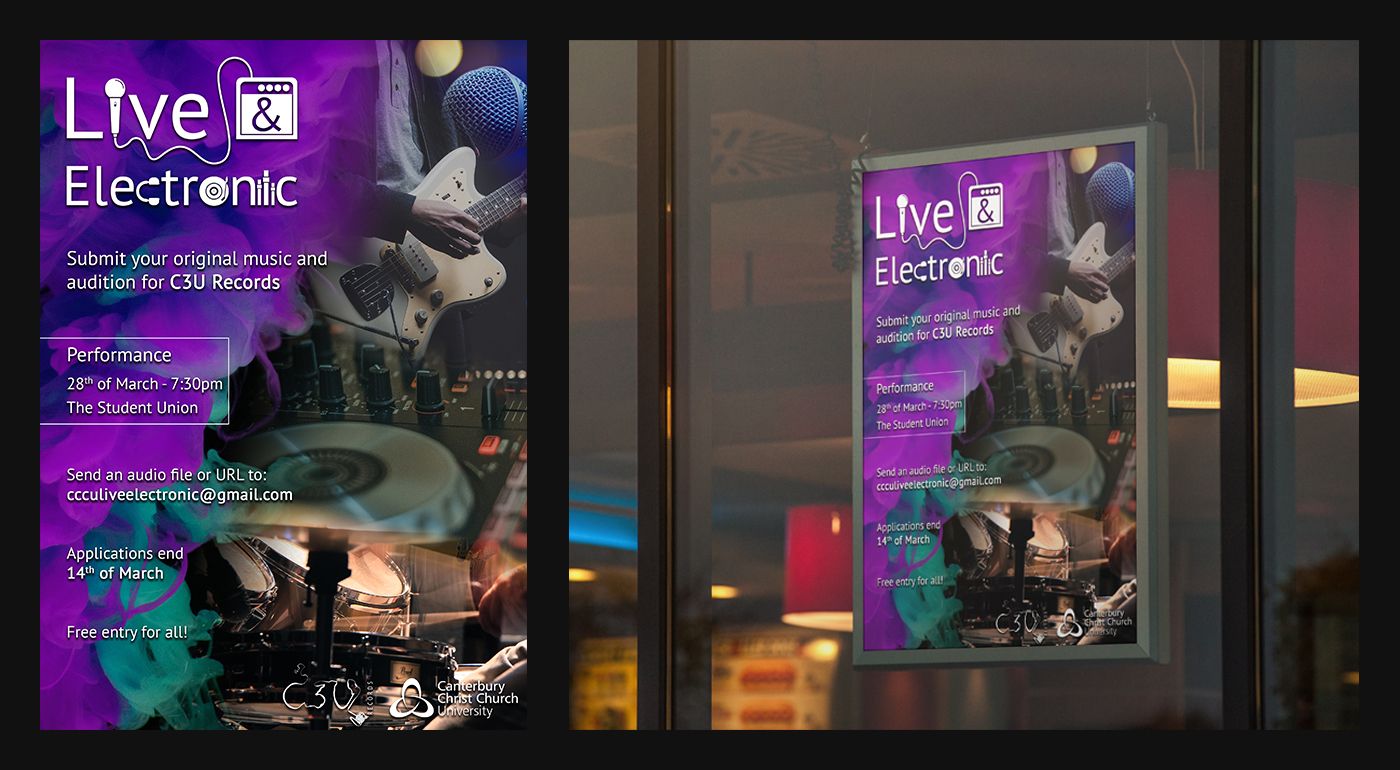 Live &
Electronic
Submit your original music and
audition for C3U Records
Performance
28th of March - 7:30pm
The Student Union
Send an audio file or URL to:
ccculiveelectronic@gmail.com
Applications end
14th of March
Free entry for all!
C3U RECORDS
Canterbury
Christ Church
University
Live &
Electronic
Submit your original music and
audition for C3U Records
Performance
28th of March - 7:30pm
The Student Union
Send an audio file or URL to:
ccculiveelectronic@gmail.com
Applications end
14th of March
Free entry for all!
C3U
Canterbury
Christ Church
University